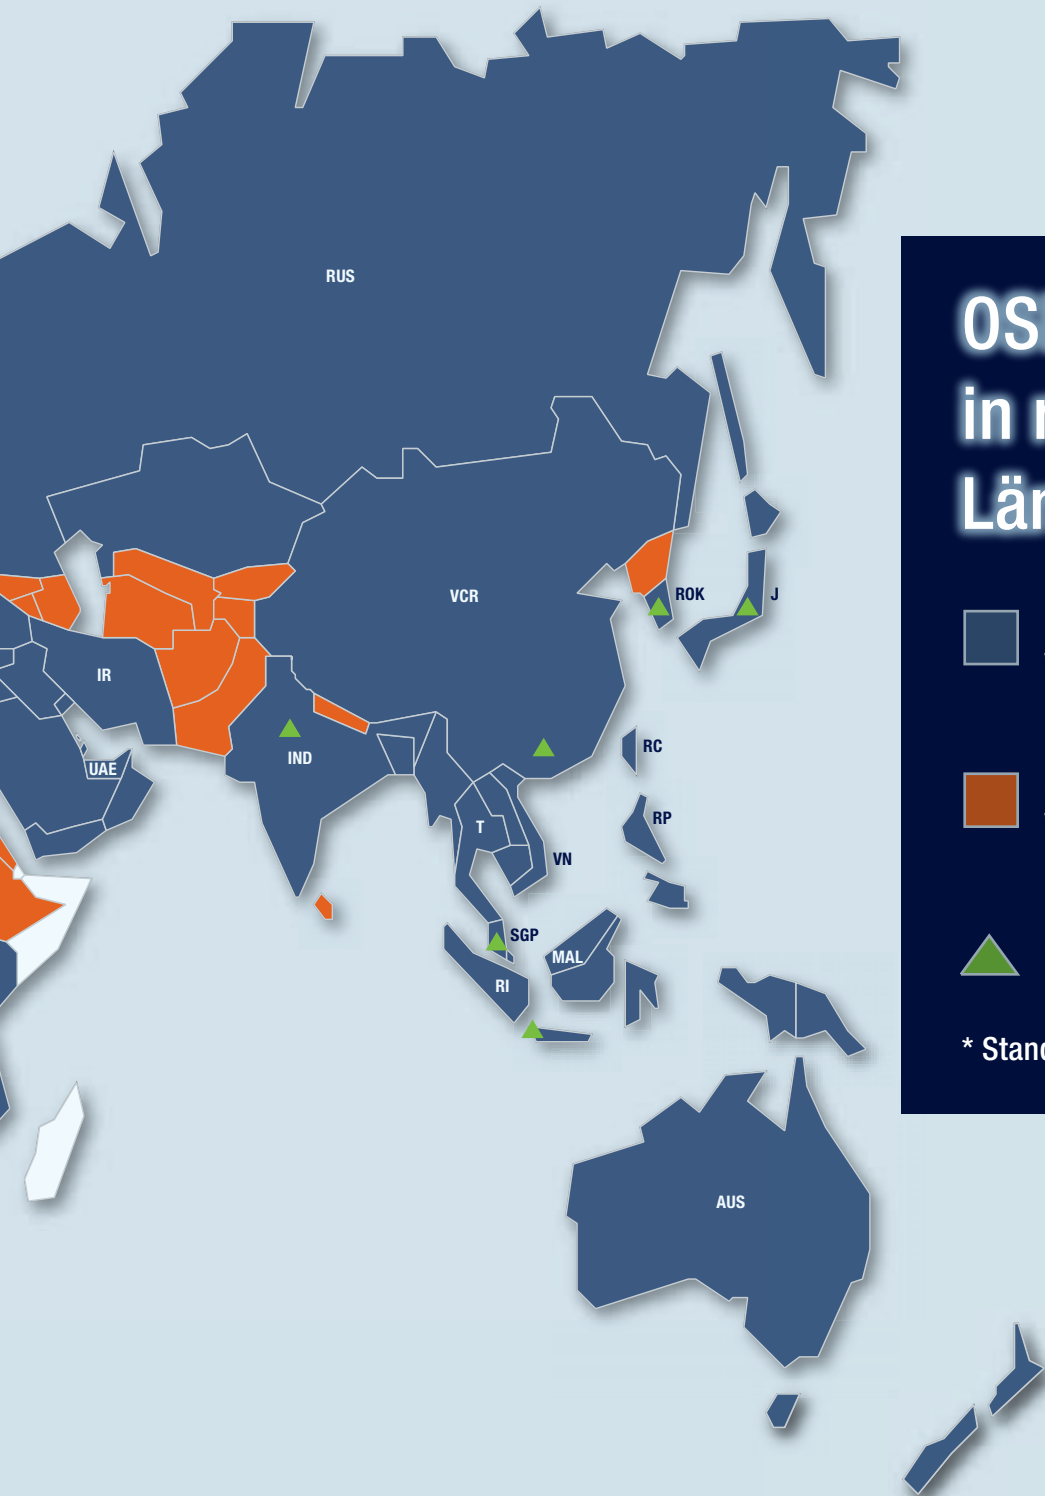 RUS
OS
in
Län
VCR
ROK
J
IR
IND
UAE
RC
RP
T
VN
SGP
MAL
RI
* Stand
AUS